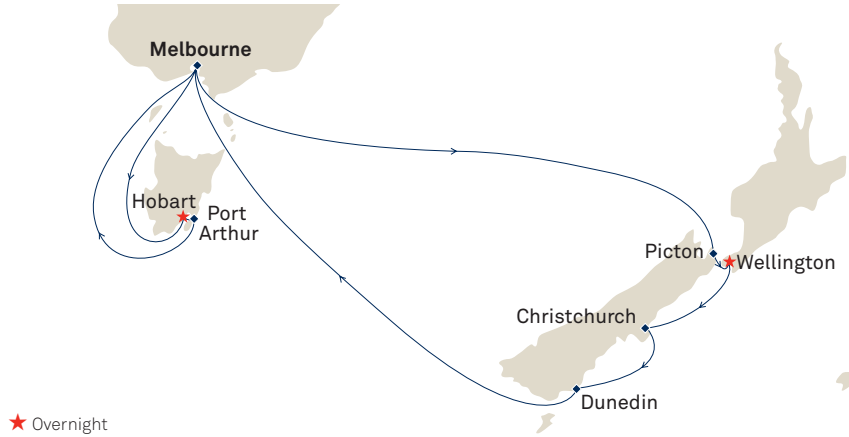 Melbourne
Hobart
Port
Arthur
Picton
Wellington
Christchurch
Dunedin
Overnight